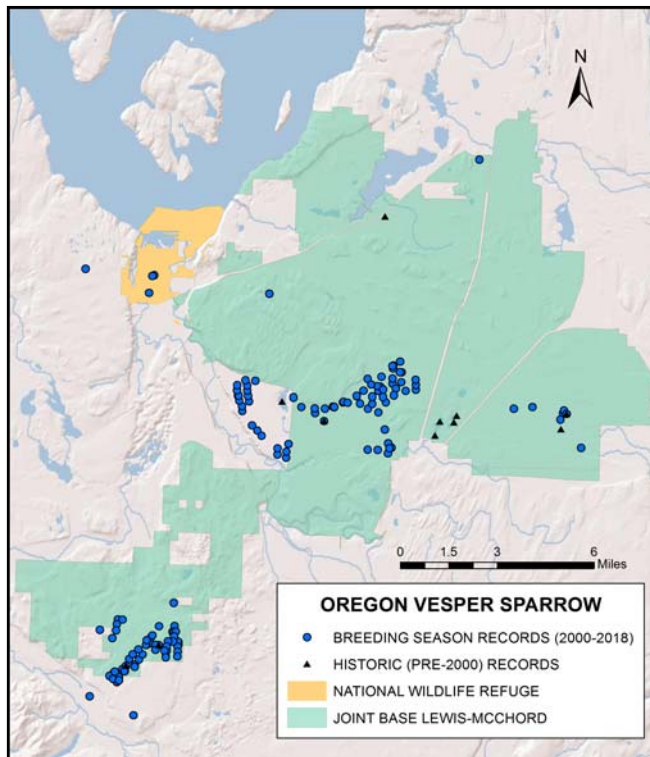 N
0 1.5 3 6
Miles
OREGON VESPER SPARROW
BREEDING SEASON RECORDS (2000-2018)
HISTORIC (PRE-2000) RECORDS
NATIONAL WILDLIFE REFUGE
JOINT BASE LEWIS-MCCHORD